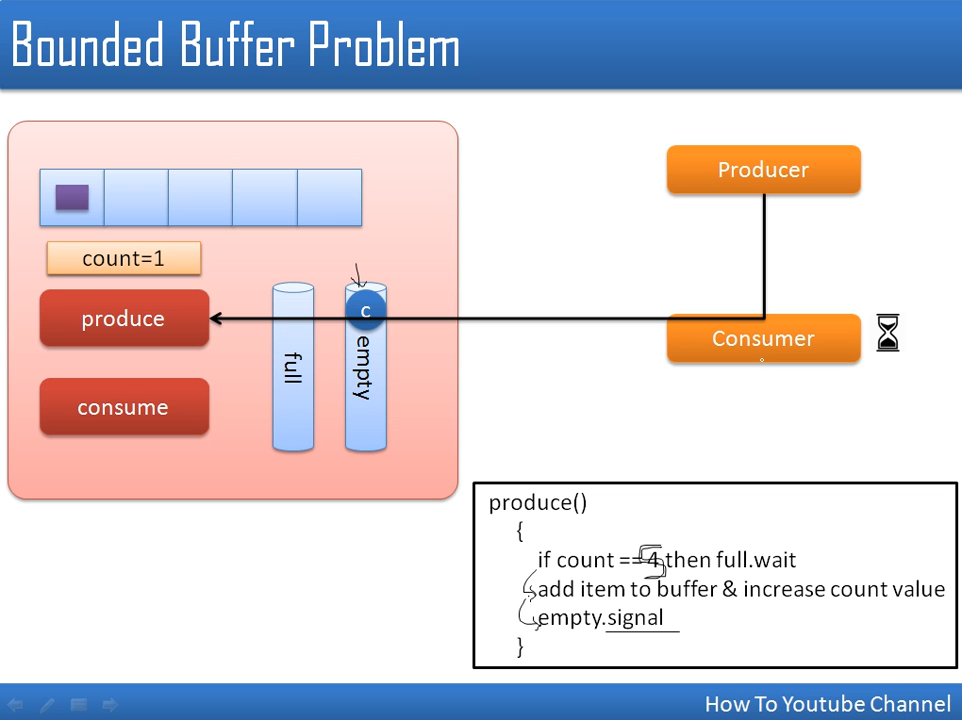 Bounded Buffer Problem
Producer
count=1
produce
c
full
empty
Consumer
consume
produce()
{
if count ==4 then full.wait
5
add item to buffer & increase count value
empty.signal
}
How To Youtube Channel